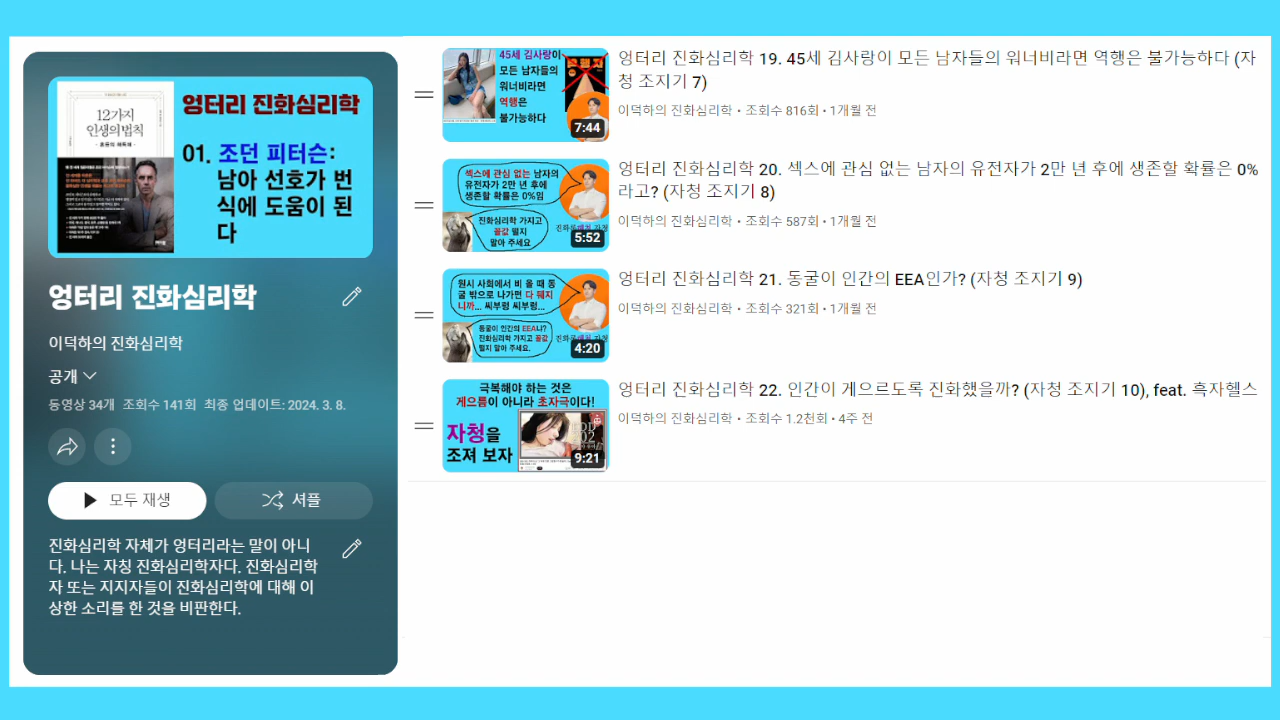 12가지
인생의법칙
- 혼돈의 해독제 -
엉터리 진화심리학
01. 조던 피터슨:
남아 선호가 번
식에 도움이 된
다
엉터리 진화심리학
이덕하의 진화심리학
공개
동영상 34개 조회수 141회 최종 업데이트: 2024. 3. 8.
모두 재생
셔플
진화심리학 자체가 엉터리라는 말이 아니
다. 나는 자칭 진화심리학자다. 진화심리학
자 또는 지지자들이 진화심리학에 대해 이
상한 소리를 한 것을 비판한다.
45세 김사랑이
모든 남자들의
워너비라면
역행은
불가능하다
7:44
엉터리 진화심리학 19. 45세 김사랑이 모든 남자들의 워너비라면 역행은 불가능하다 (자
청 조지기 7)
이덕하의 진화심리학 • 조회수 816회 • 1개월 전
섹스에 관심 없는 남자의
유전자가 2만 년 후에
생존할 확률은 0%임
진화심리학 가지고
꼴값 떨지
말아 주세요
5:52
엉터리 진화심리학 20. 섹스에 관심 없는 남자의 유전자가 2만 년 후에 생존할 확률은 0%
라고? (자청 조지기 8)
이덕하의 진화심리학 • 조회수 587회 • 1개월 전
원시 사회에서 비 올 때 동
굴 밖으로 나가면 다 뒈지
니까... 씨부렁 씨부렁...
동굴이 인간의 EEA냐?
진화심리학 가지고 꼴값
떨지 말아 주세요.
4:20
엉터리 진화심리학 21. 동굴이 인간의 EEA인가? (자청 조지기 9)
이덕하의 진화심리학 • 조회수 321회 • 1개월 전
극복해야 하는 것은
게으름이 아니라 초자극이다!
자청을
조져 보자
9:21
엉터리 진화심리학 22. 인간이 게으르도록 진화했을까? (자청 조지기 10), feat. 흑자헬스
이덕하의 진화심리학 • 조회수 1.2천회 • 4주 전